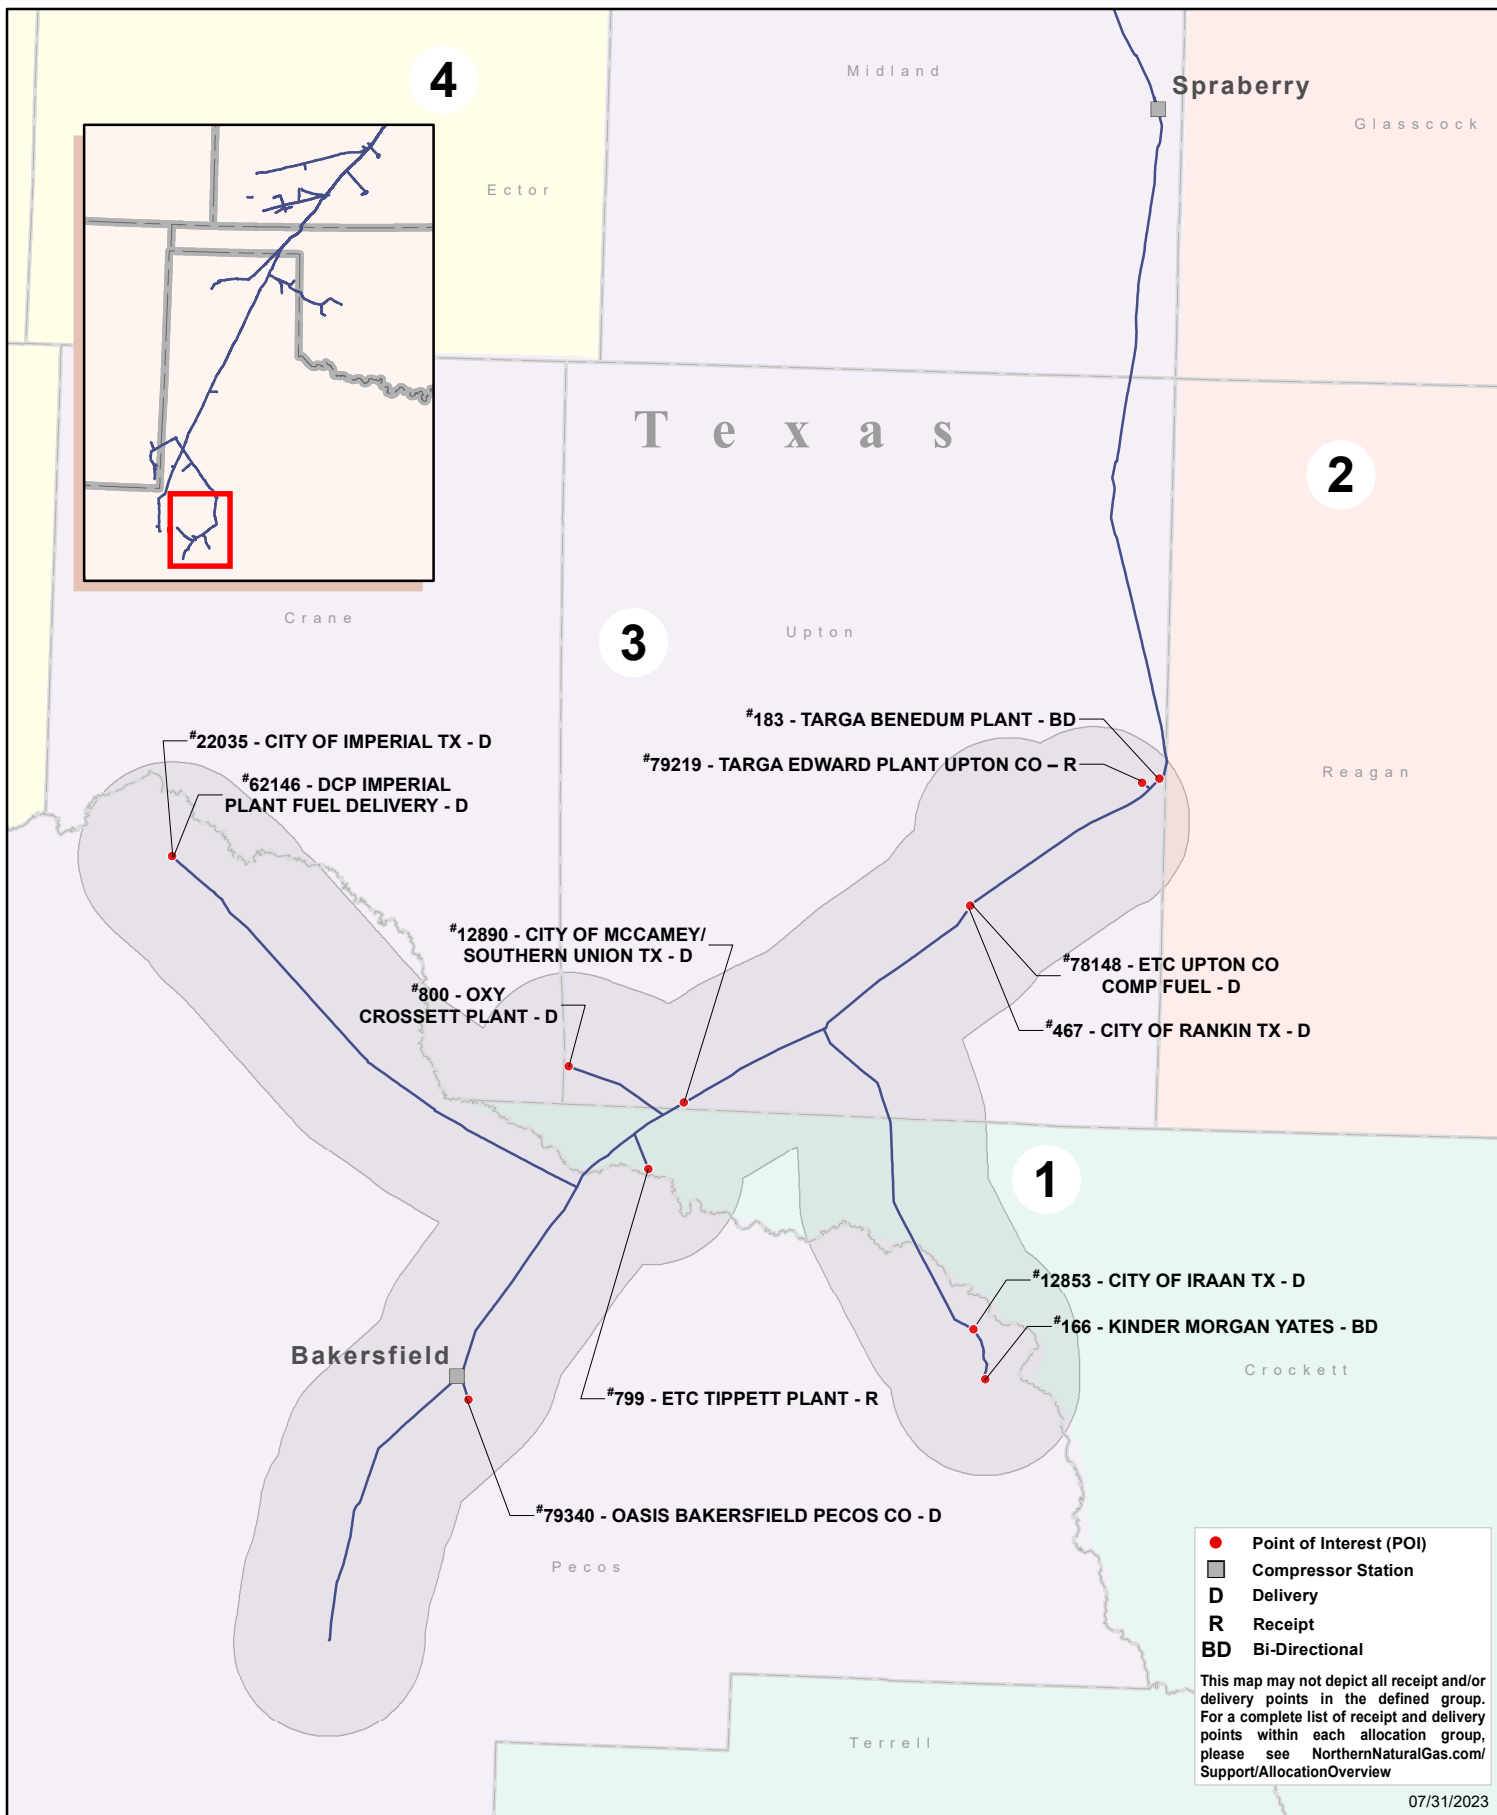 4
Midland
Spraberry
Glasscock
Ector
Texas
2
Crane
3
Upton
#183 - TARGA BENEDUM PLANT - BD
#22035 - CITY OF IMPERIAL TX - D
#79219 - TARGA EDWARD PLANT UPTON CO – R
Reagan
#62146 - DCP IMPERIAL
PLANT FUEL DELIVERY - D
#12890 - CITY OF MCCAMEY/
SOUTHERN UNION TX - D
#78148 - ETC UPTON CO
COMP FUEL - D
#800 - OXY
CROSSETT PLANT - D
#467 - CITY OF RANKIN TX - D
1
#12853 - CITY OF IRAAN TX - D
#166 - KINDER MORGAN YATES - BD
Bakersfield
Crockett
#799 - ETC TIPPETT PLANT - R
#79340 - OASIS BAKERSFIELD PECOS CO - D
Pecos
Terrell
Point of Interest (POI)
Compressor Station
D Delivery
R Receipt
BD Bi-Directional
This map may not depict all receipt and/or
delivery points in the defined group.
For a complete list of receipt and delivery
points within each allocation group,
please see NorthernNaturalGas.com/
Support/AllocationOverview
07/31/2023